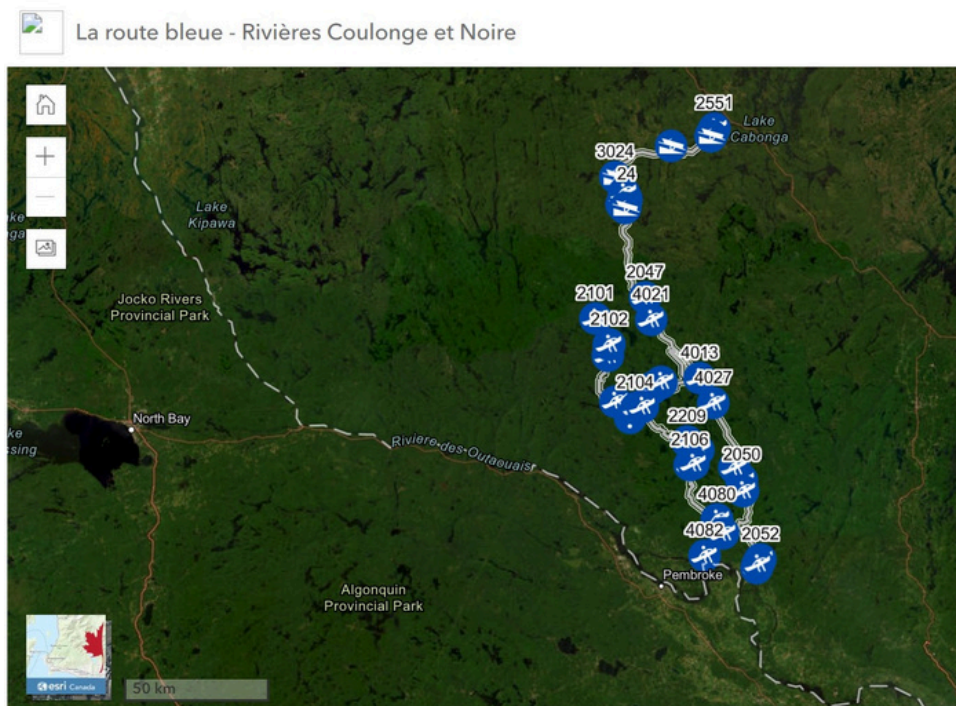 La route bleue - Rivières Coulonge et Noire
2551
Lake
Cabonga
3024
24
Lake
Kipawa
2047
2101
4021
2102
Jocko Rivers
Provincial Park
4013
2104
4027
North Bay
2209
Rivière des Outaouais
2106
2050
4080
4082
2052
Pembroke
Algonquin
Provincial Park
esri Canada
50 km